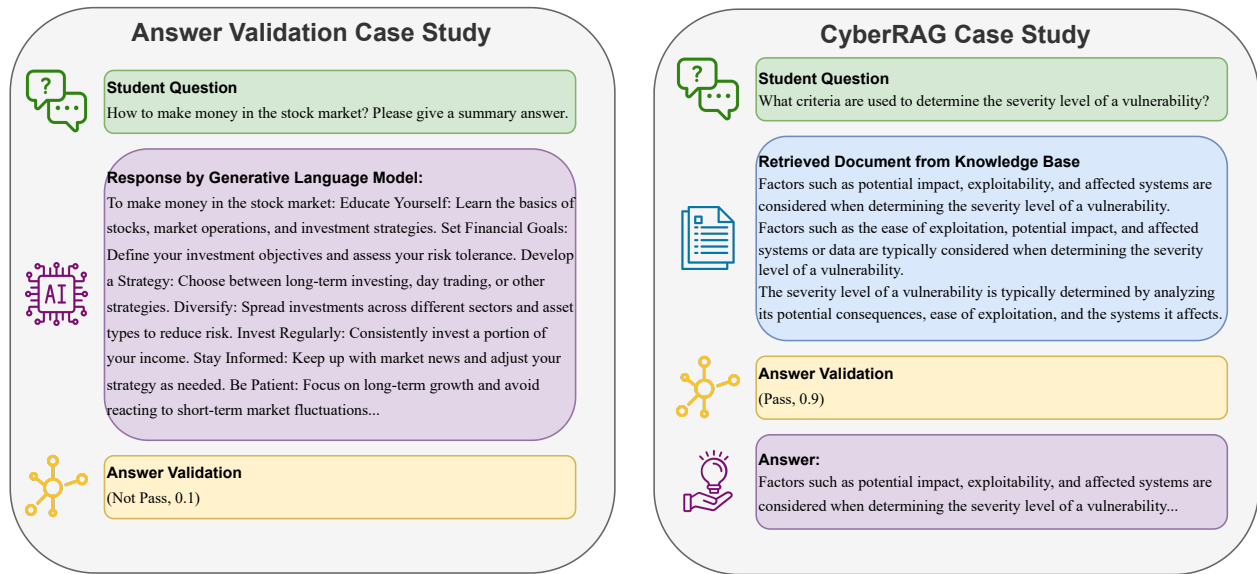 Answer Validation Case Study
Student Question
How to make money in the stock market? Please give a summary answer.
Response by Generative Language Model:
To make money in the stock market: Educate Yourself: Learn the basics of
stocks, market operations, and investment strategies. Set Financial Goals:
Define your investment objectives and assess your risk tolerance. Develop
a Strategy: Choose between long-term investing, day trading, or other
strategies. Diversify: Spread investments across different sectors and asset
types to reduce risk. Invest Regularly: Consistently invest a portion of
your income. Stay Informed: Keep up with market news and adjust your
strategy as needed. Be Patient: Focus on long-term growth and avoid
reacting to short-term market fluctuations...
AI
Answer Validation
(Not Pass, 0.1)
CyberRAG Case Study
Student Question
What criteria are used to determine the severity level of a vulnerability?
Retrieved Document from Knowledge Base
Factors such as potential impact, exploitability, and affected systems are
considered when determining the severity level of a vulnerability.
Factors such as the ease of exploitation, potential impact, and affected
systems or data are typically considered when determining the severity
level of a vulnerability.
The severity level of a vulnerability is typically determined by analyzing
its potential consequences, ease of exploitation, and the systems it affects.
Answer Validation
(Pass, 0.9)
Answer:
Factors such as potential impact, exploitability, and affected systems are
considered when determining the severity level of a vulnerability...